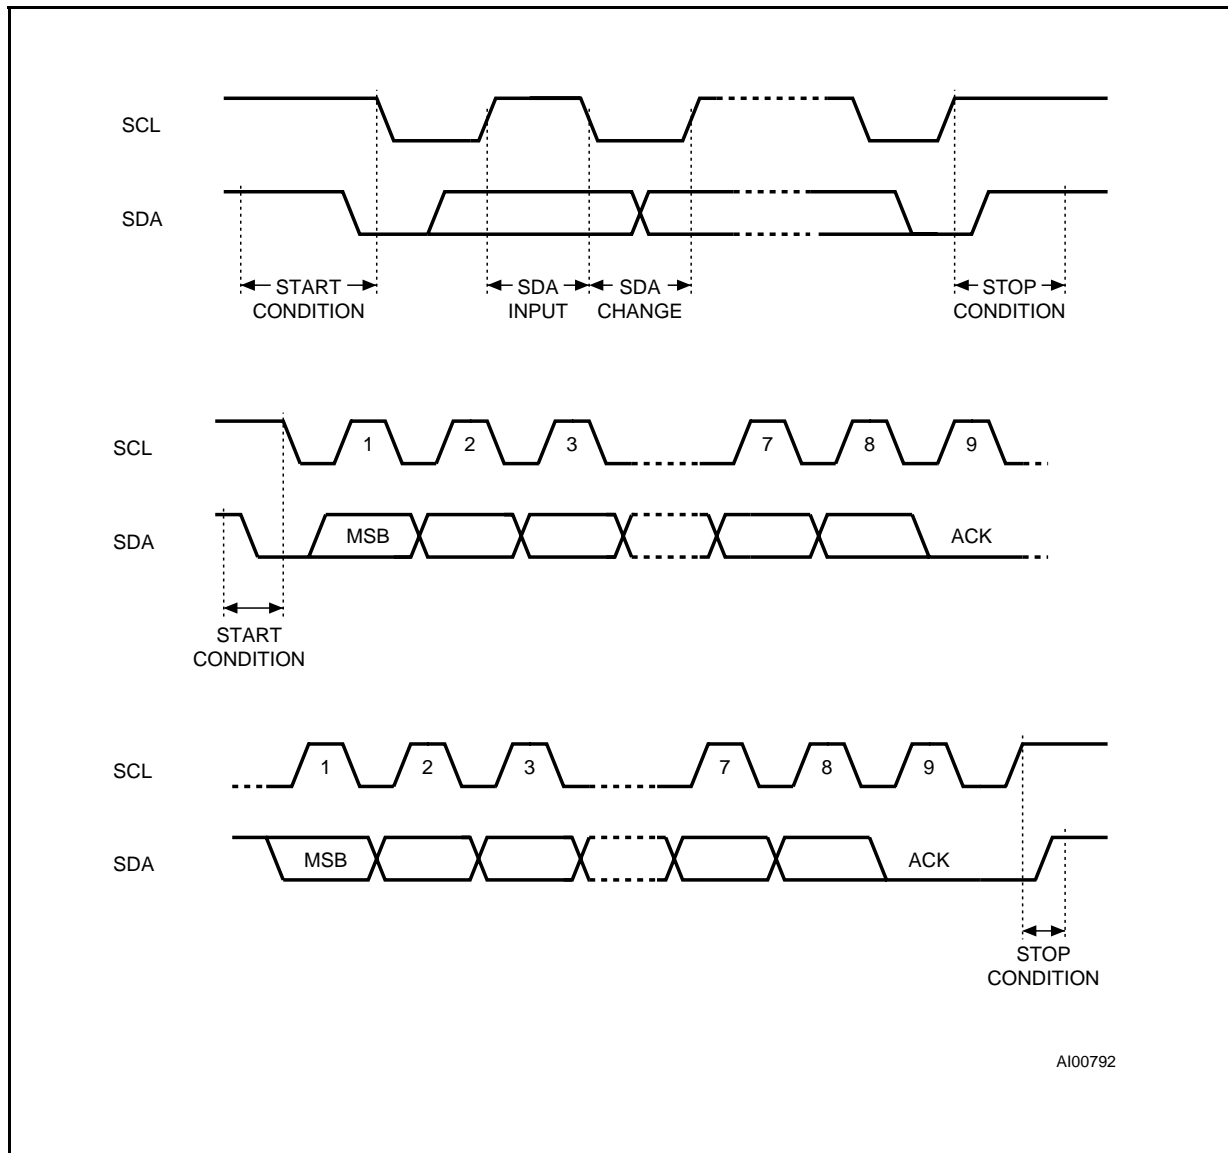 SCL
SDA
START CONDITION
SDA INPUT
SDA CHANGE
STOP CONDITION
SCL
1 2 3 7 8 9
SDA
MSB ACK
START CONDITION
SCL
1 2 3 7 8 9
SDA
MSB ACK
STOP CONDITION
AI00792